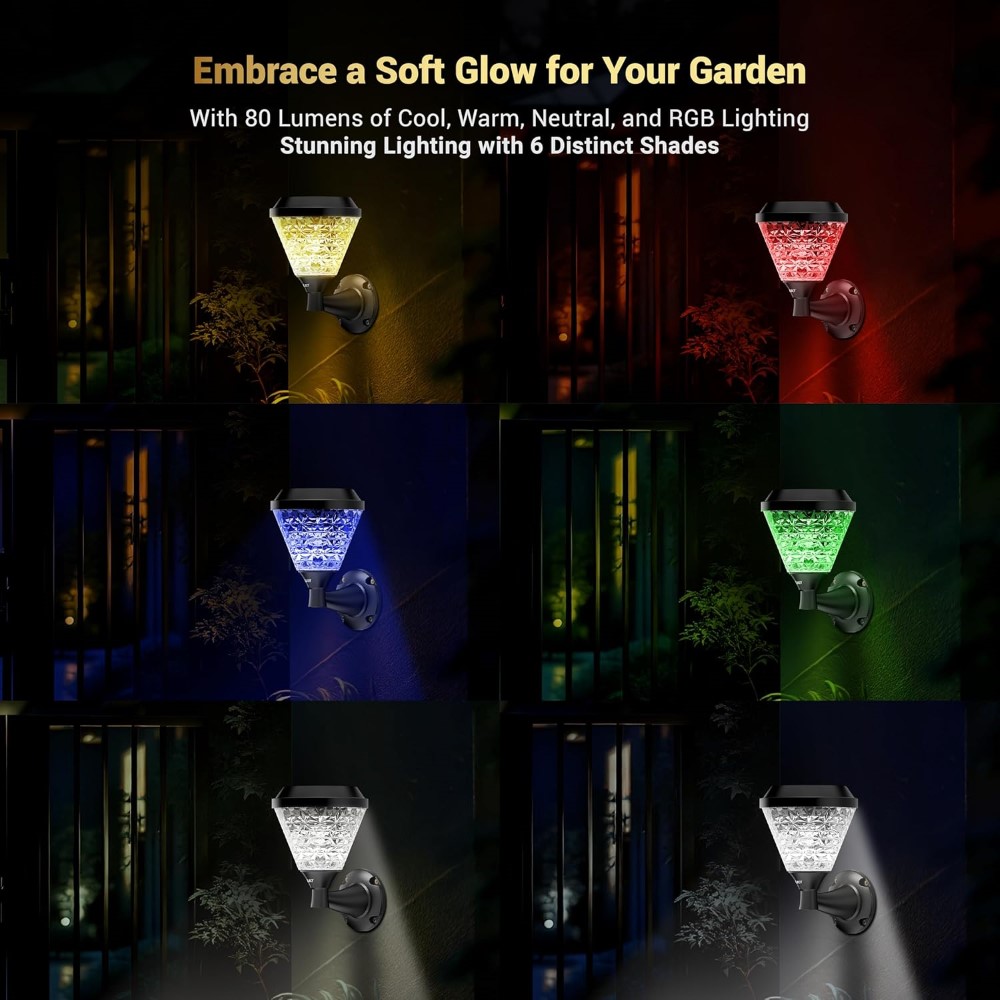 Embrace a Soft Glow for Your Garden
With 80 Lumens of Cool, Warm, Neutral, and RGB Lighting
Stunning Lighting with 6 Distinct Shades